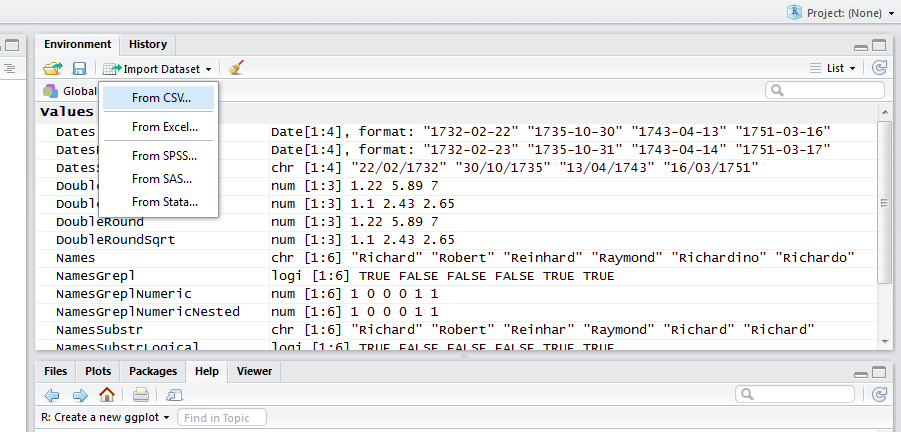 Project: (None)
Environment History
Import Dataset List
Global
From CSV...
From Excel...
From SPSS...
From SAS...
From Stata...
Values
Dates Date[1:4], format: "1732-02-22" "1735-10-30" "1743-04-13" "1751-03-16"
Dates Date[1:4], format: "1732-02-23" "1735-10-31" "1743-04-14" "1751-03-17"
Dates chr [1:4] "22/02/1732" "30/10/1735" "13/04/1743" "16/03/1751"
Double num [1:3] 1.22 5.89 7
Double num [1:3] 1.1 2.43 2.65
DoubleRound num [1:3] 1.22 5.89 7
DoubleRoundSqrt num [1:3] 1.1 2.43 2.65
Names chr [1:6] "Richard" "Robert" "Reinhard" "Raymond" "Richardino" "Richardo"
NamesGrepl logi [1:6] TRUE FALSE FALSE FALSE TRUE TRUE
NamesGreplNumeric num [1:6] 1 0 0 0 1 1
NamesGreplNumericNested num [1:6] 1 0 0 0 1 1
NamesSubstr chr [1:6] "Richard" "Robert" "Reinhar" "Raymond" "Richard" "Richard"
NamesSubstrLogical logi [1:6] TRUE FALSE FALSE FALSE TRUE TRUE
Files Plots Packages Help Viewer
R: Create a new ggplot Find in Topic